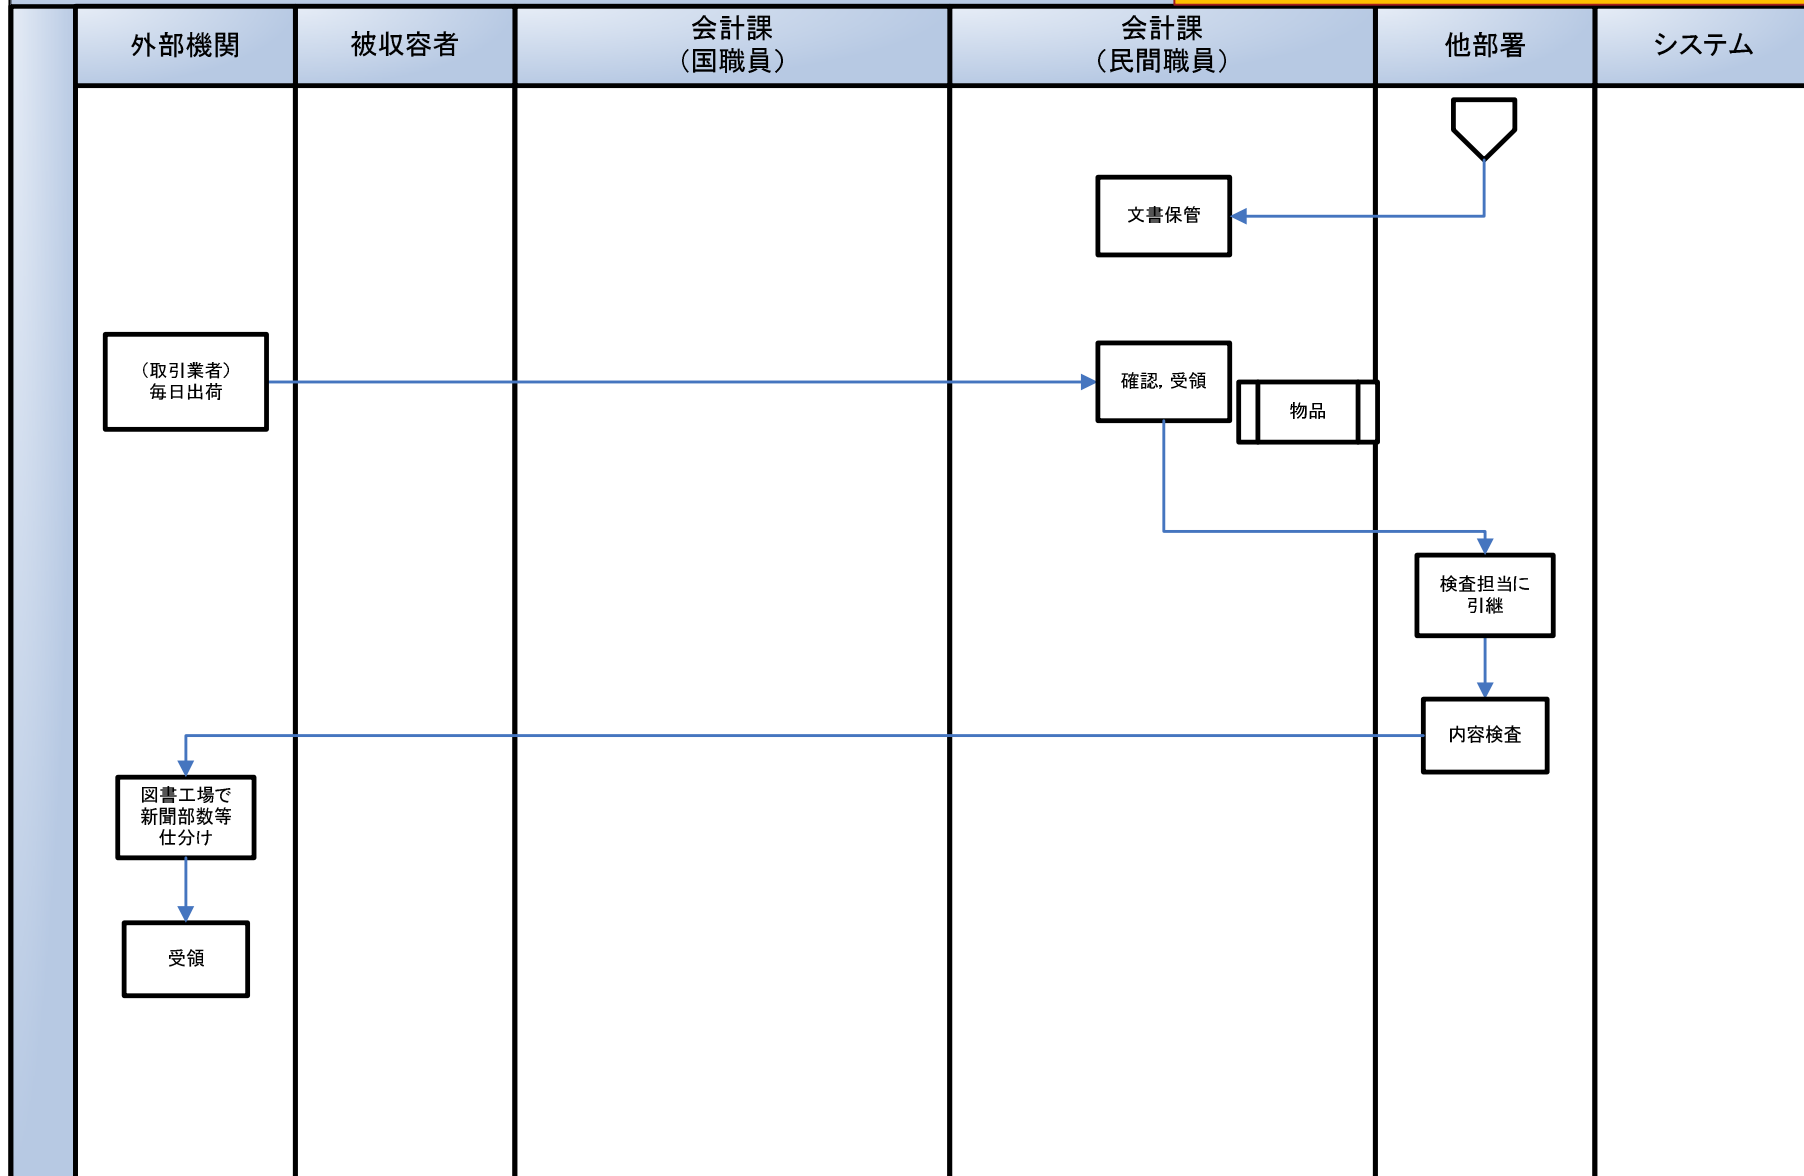 外部機関
被収容者
会計課
（国職員）
会計課
（民間職員）
他部署
システム
文書保管
（取引業者）
毎日出荷
確認，受領
物品
検査担当に
引継
内容検査
図書工場で
新聞部数等
仕分け
受領